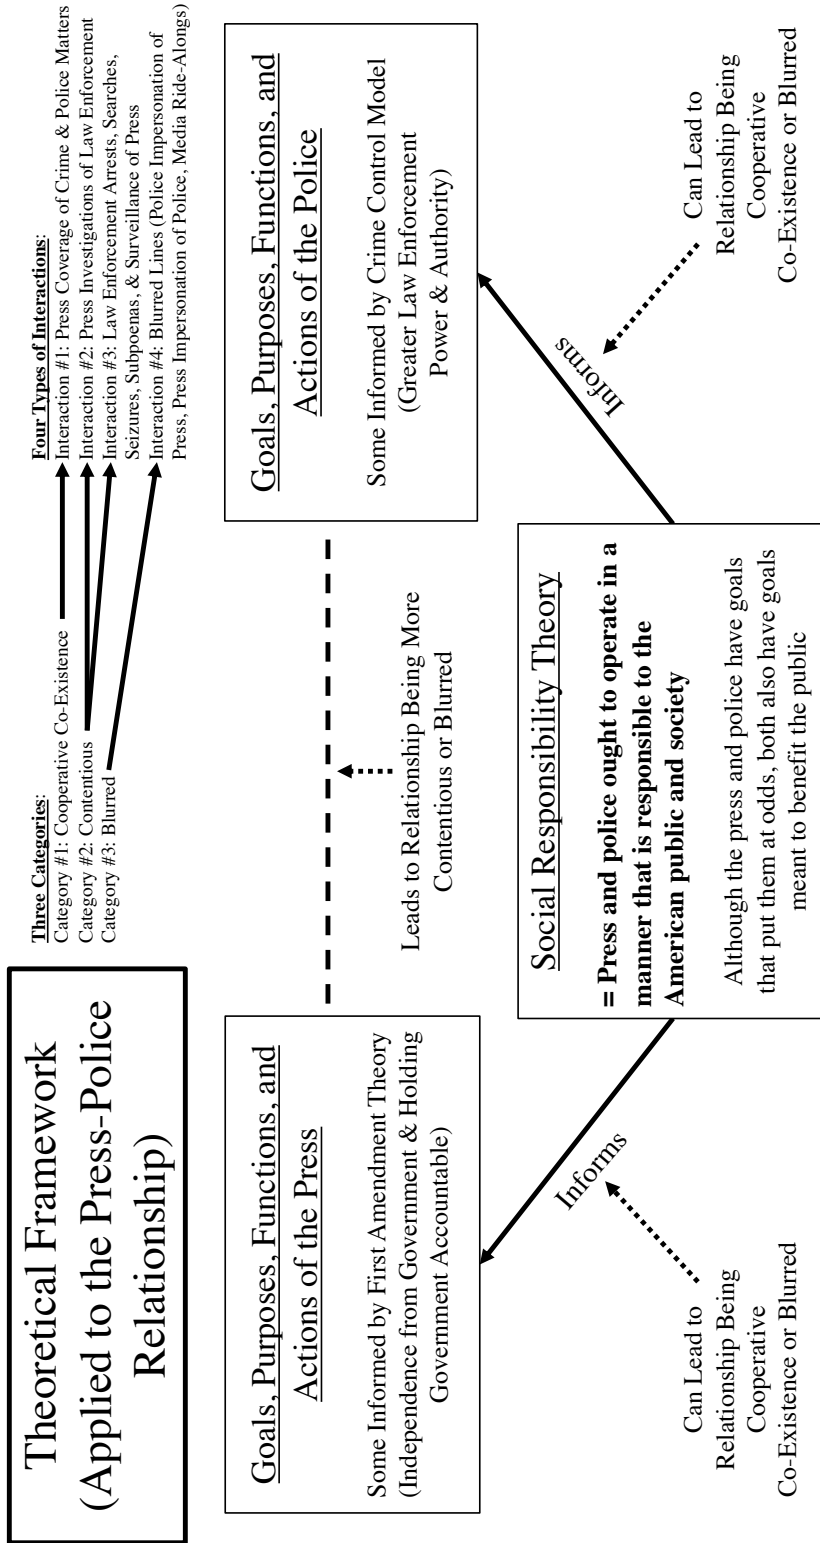 Theoretical Framework
(Applied to the Press-Police
Relationship)
Three Categories:
Category #1: Cooperative Co-Existence
Category #2: Contentious
Category #3: Blurred
Four Types of Interactions:
Interaction #1: Press Coverage of Crime & Police Matters
Interaction #2: Press Investigations of Law Enforcement
Interaction #3: Law Enforcement Arrests, Searches,
Seizures, Subpoenas, & Surveillance of Press
Interaction #4: Blurred Lines (Police Impersonation of
Press, Press Impersonation of Police, Media Ride-Alongs)
Goals, Purposes, Functions, and
Actions of the Press
Some Informed by First Amendment Theory
(Independence from Government & Holding
Government Accountable)
Leads to Relationship Being More
Contentious or Blurred
Goals, Purposes, Functions, and
Actions of the Police
Some Informed by Crime Control Model
(Greater Law Enforcement
Power & Authority)
Informs
Social Responsibility Theory
= Press and police ought to operate in a
manner that is responsible to the
American public and society
Although the press and police have goals
that put them at odds, both also have goals
meant to benefit the public
Informs
Can Lead to
Relationship Being
Cooperative
Co-Existence or Blurred
Can Lead to
Relationship Being
Cooperative
Co-Existence or Blurred